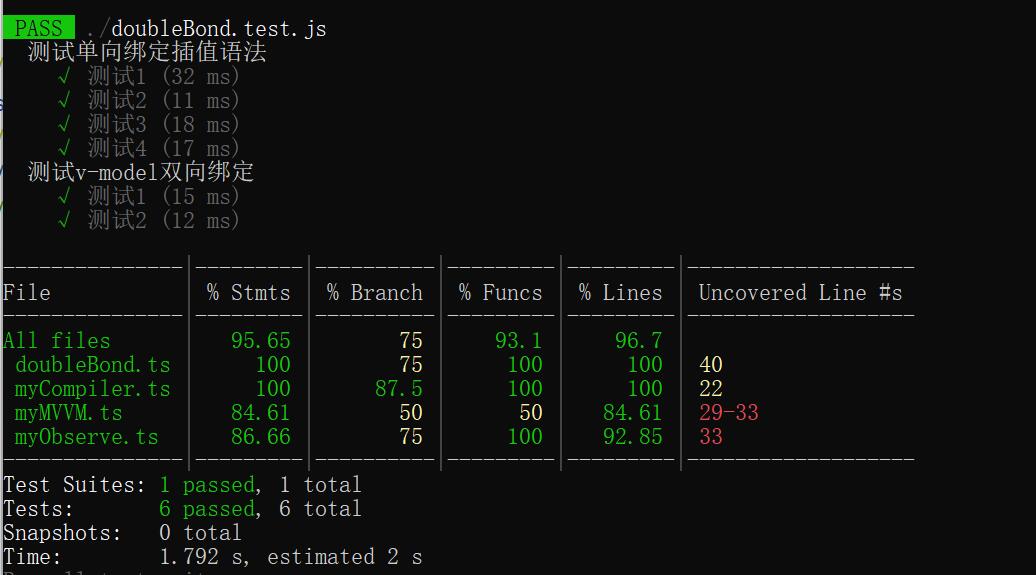 PASS ./doubleBond.test.js
测试单向绑定插值语法
√ 测试1 (32 ms)
√ 测试2 (11 ms)
√ 测试3 (18 ms)
√ 测试4 (17 ms)
测试v-model双向绑定
√ 测试1 (15 ms)
√ 测试2 (12 ms)
File | % Stmts | % Branch | % Funcs | % Lines | Uncovered Line #s
All files | 95.65 | 75 | 93.1 | 96.7 |
doubleBond.ts | 100 | 75 | 100 | 100 | 40
myCompiler.ts | 100 | 87.5 | 100 | 100 | 22
myMVVM.ts | 84.61 | 50 | 50 | 84.61 | 29-33
myObserve.ts | 86.66 | 75 | 100 | 92.85 | 33
Test Suites: 1 passed, 1 total
Tests: 6 passed, 6 total
Snapshots: 0 total
Time: 1.792 s, estimated 2 s